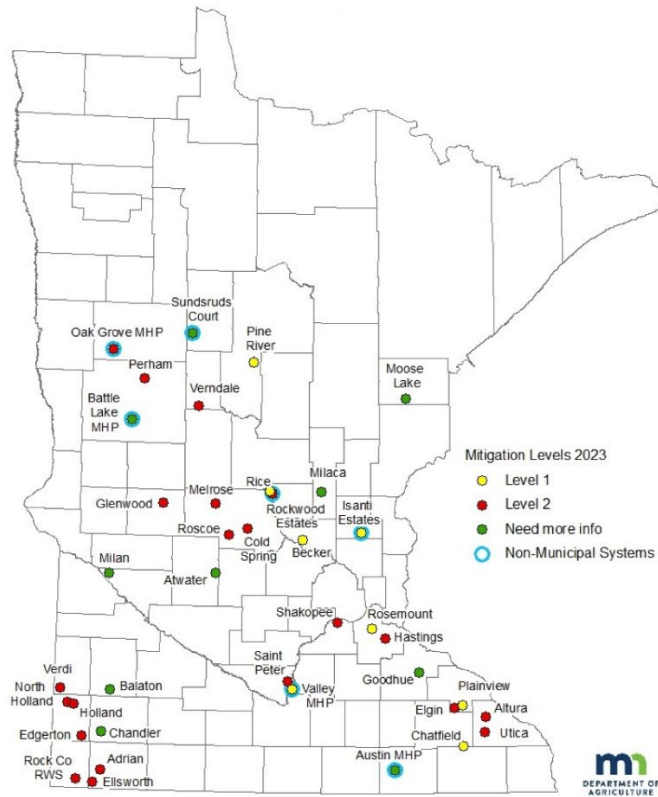 Sundsruds
Court
Oak Grove MHP
Pine
River
Perham
Moose
Lake
Verndale
Battle
Lake
MHP
Mitigation Levels 2023
Level 1
Level 2
Need more info
Non-Municipal Systems
Rice
Milaca
Melrose
Glenwood
Rockwood
Estates
Isanti
Estates
Roscoe
Cold
Spring
Becker
Milan
Atwater
Shakopee
Rosemount
Hastings
Saint
Peter
Goodhue
Verdi
Balaton
Valley
MHP
Plainview
North
Holland
Holland
Elgin
Altura
Edgerton
Chandler
Chatfield
Utica
Adrian
Rock Co
RWS
Ellsworth
Austin MHP
DEPARTMENT OF
AGRICULTURE